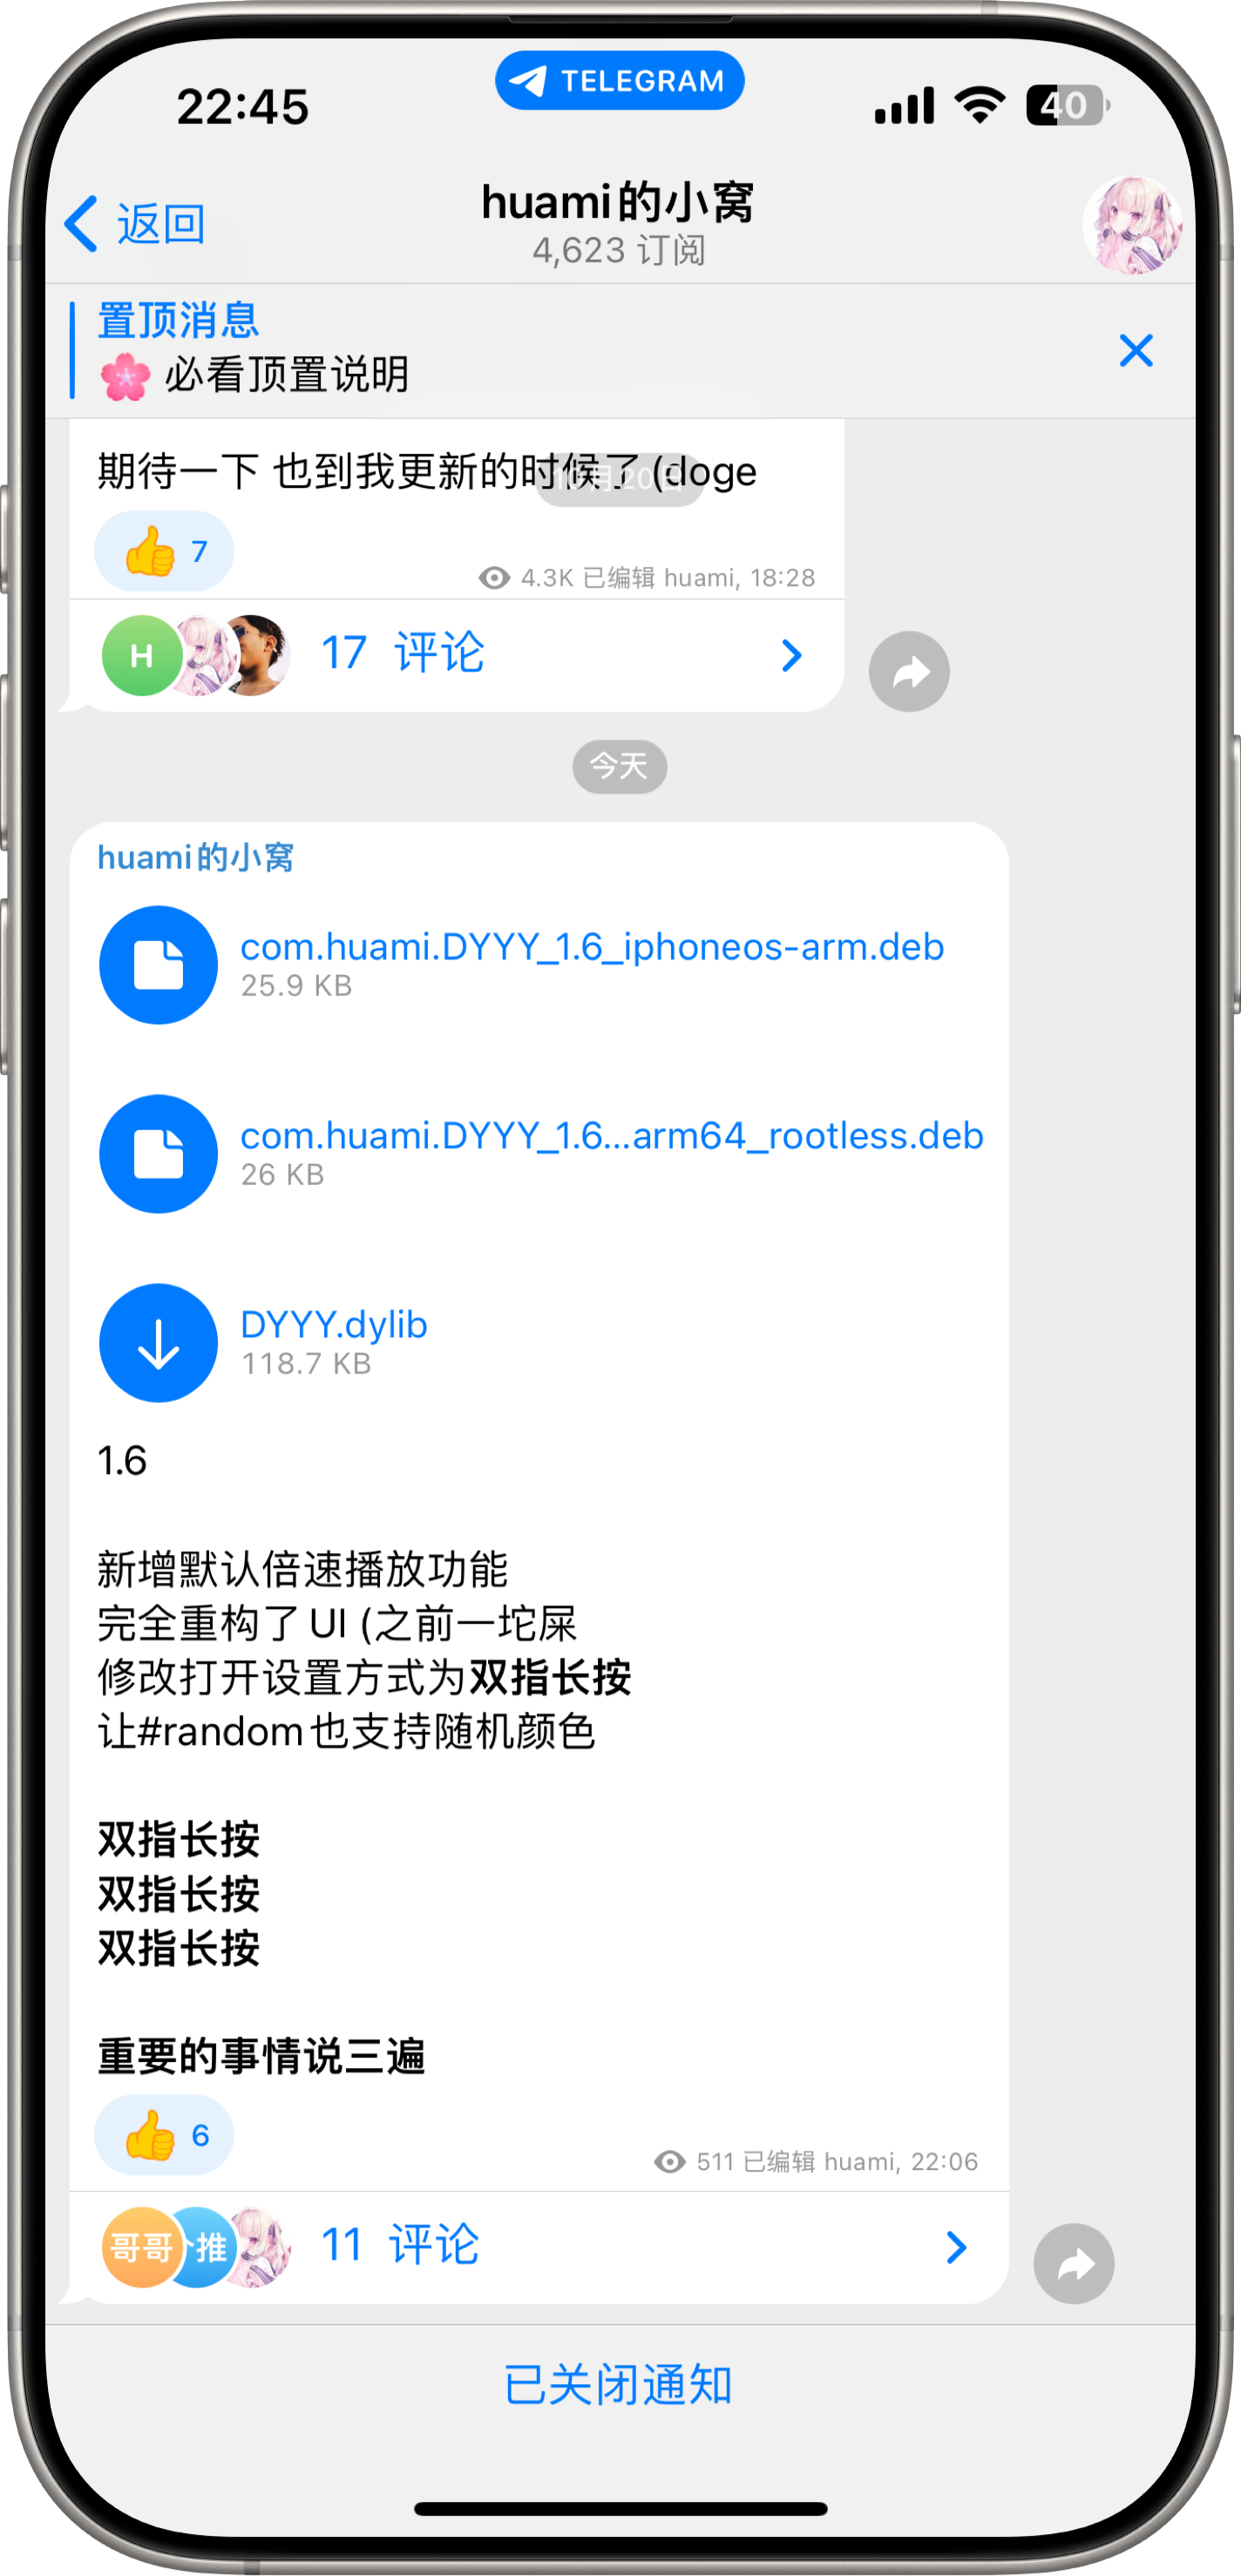 22:45
TELEGRAM
40
返回
huami的小窝
4,623 订阅
置顶消息
🌸 必看顶置说明
期待一下 也到我更新的时候了 (doge
👍 7
4.3K 已编辑 huami, 18:28
H
17 评论
今天
huami的小窝
com.huami.DYYY_1.6_iphoneos-arm.deb
25.9 KB
com.huami.DYYY_1.6...arm64_rootless.deb
26 KB
DYYY.dylib
118.7 KB
1.6
新增默认倍速播放功能
完全重构了 UI (之前一坨屎
修改打开设置方式为双指长按
让#random也支持随机颜色
双指长按
双指长按
双指长按
重要的事情说三遍
👍 6
511 已编辑 huami, 22:06
哥哥
推
11 评论
已关闭通知